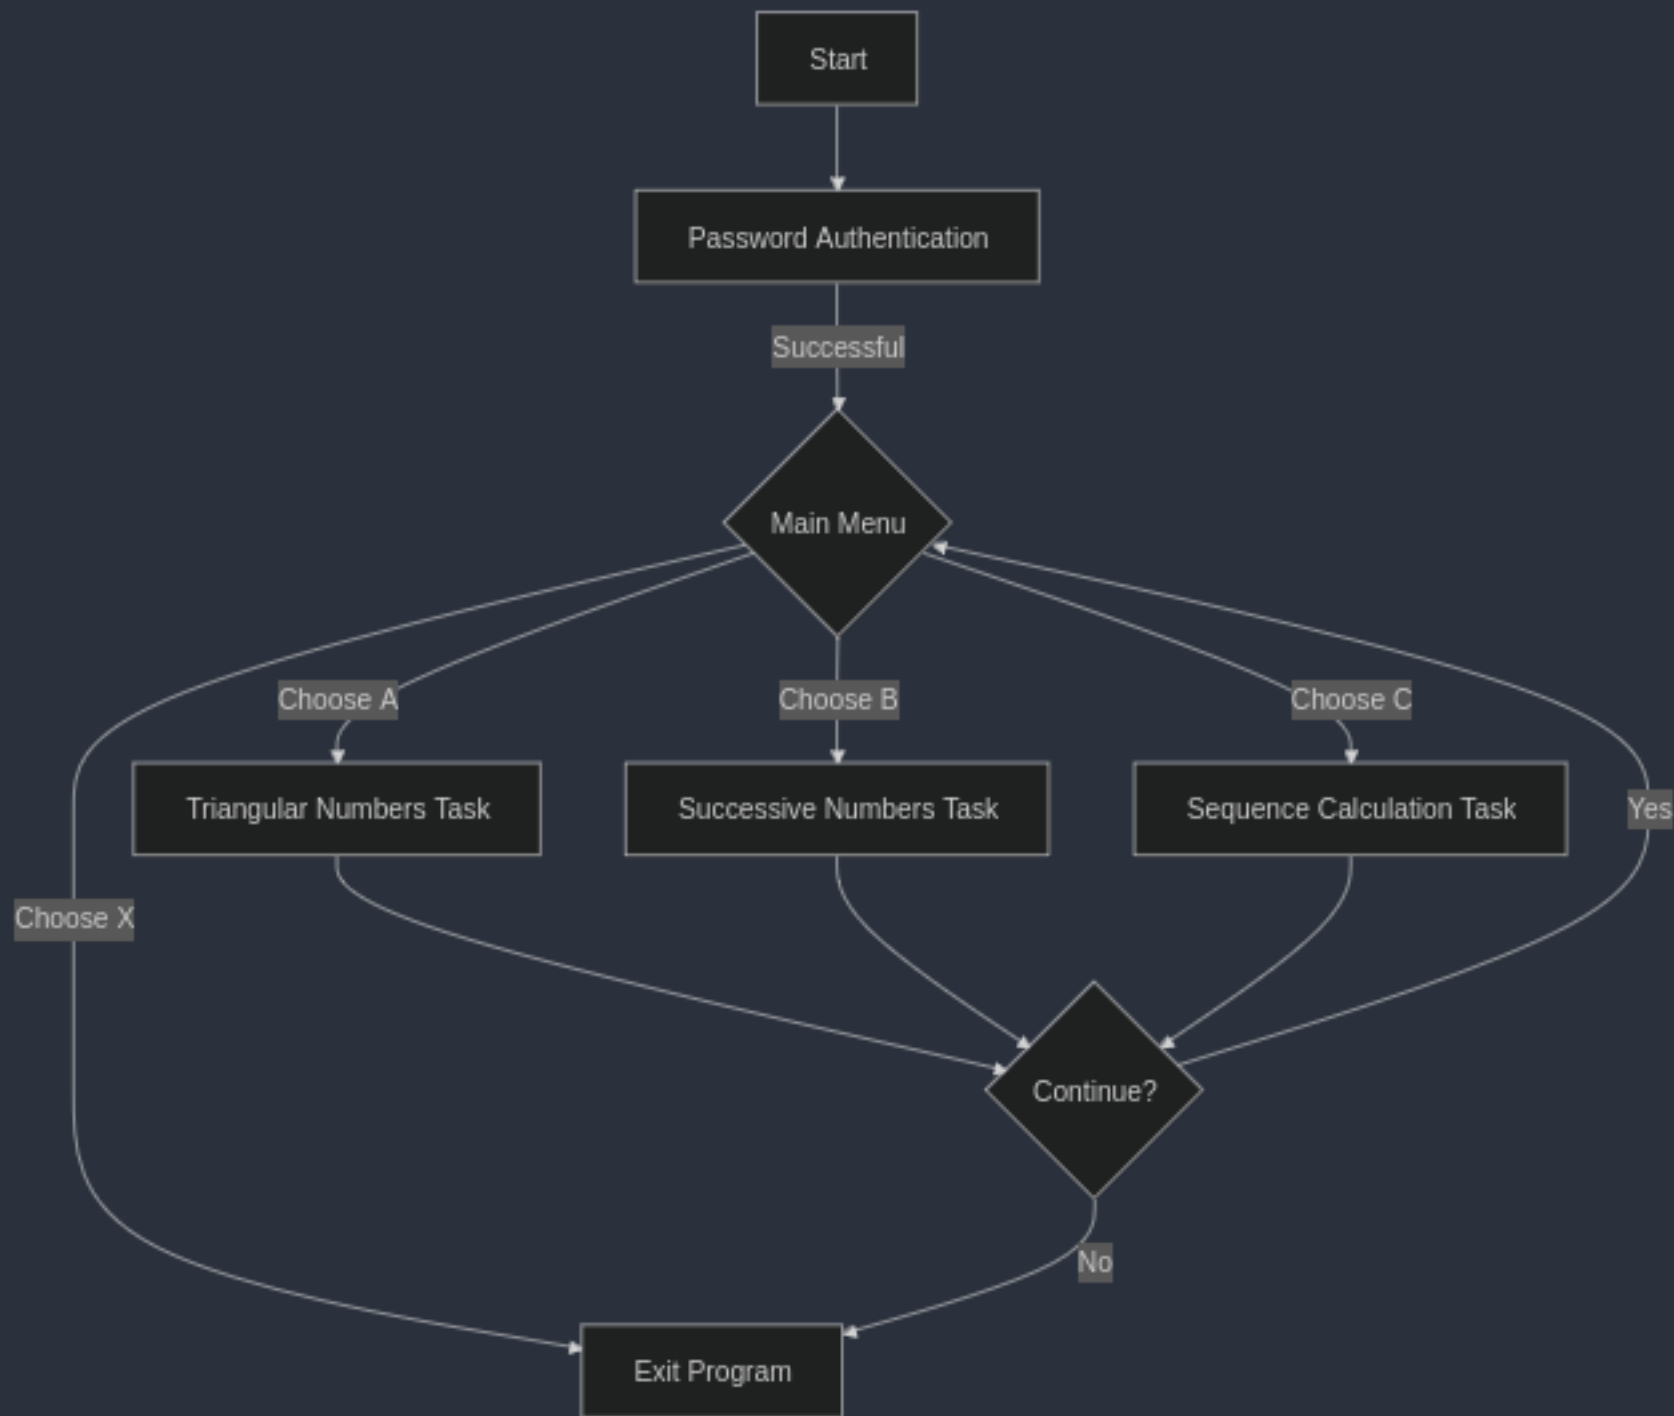 Start
Password Authentication
Successful
Main Menu
Choose A
Choose B
Choose C
Triangular Numbers Task
Successive Numbers Task
Sequence Calculation Task
Yes
Choose X
Continue?
No
Exit Program